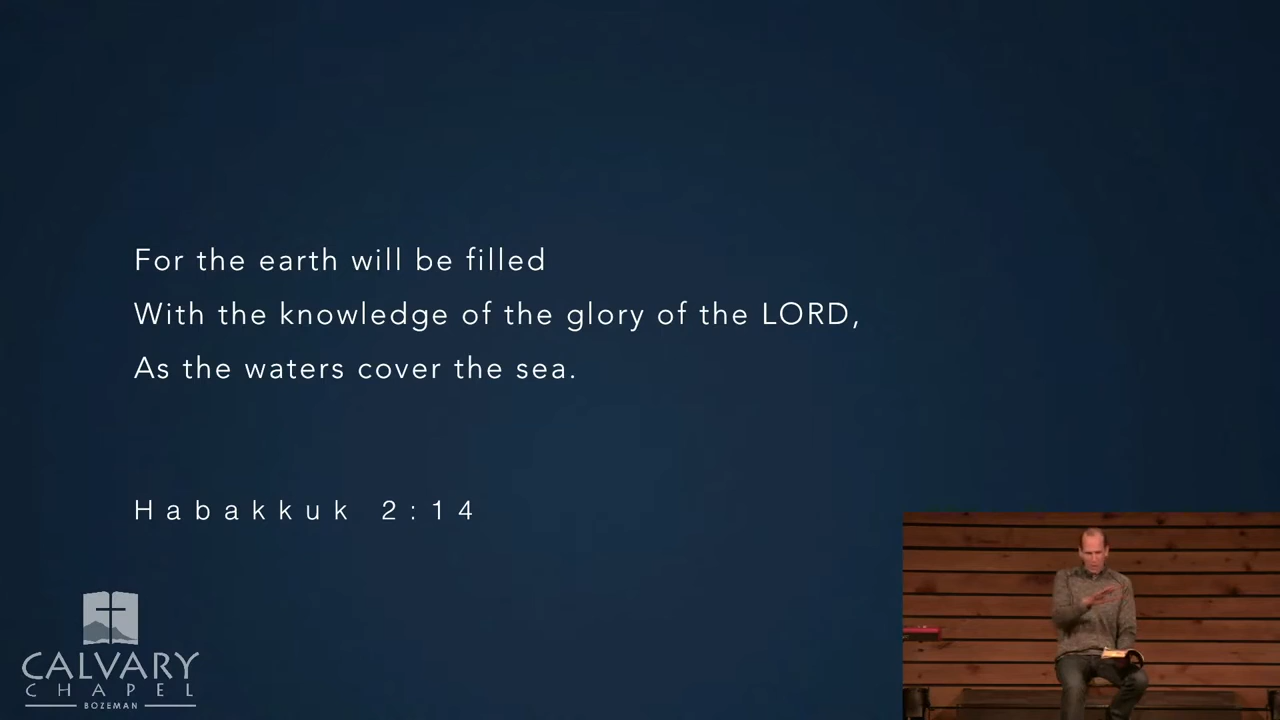 For the earth will be filled
With the knowledge of the glory of the LORD,
As the waters cover the sea.
Habakkuk 2:14
CALVARY
CHAPEL
BOZEMAN